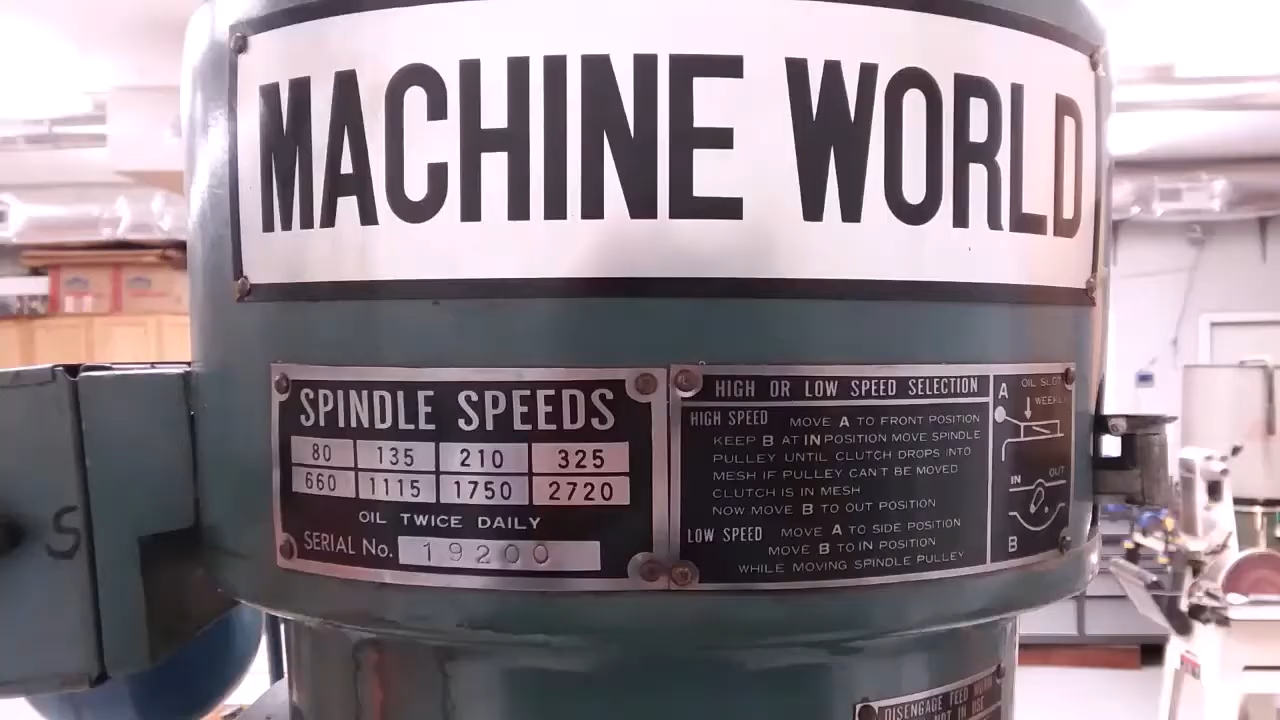 MACHINE WORLD
SPINDLE SPEEDS
80 135 210 325
660 1115 1750 2720
OIL TWICE DAILY
SERIAL No. 19200
HIGH OR LOW SPEED SELECTION
HIGH SPEED MOVE A TO FRONT POSITION
KEEP B AT IN POSITION MOVE SPINDLE
PULLEY UNTIL CLUTCH DROPS INTO
MESH IF PULLEY CAN'T BE MOVED
CLUTCH IS IN MESH
NOW MOVE B TO OUT POSITION
LOW SPEED MOVE A TO SIDE POSITION
MOVE B TO IN POSITION
WHILE MOVING SPINDLE PULLEY
A
OIL SLOT
WEEKLY
IN OUT
B
S
DISENGAGE FEED WORM
NOT IN USE